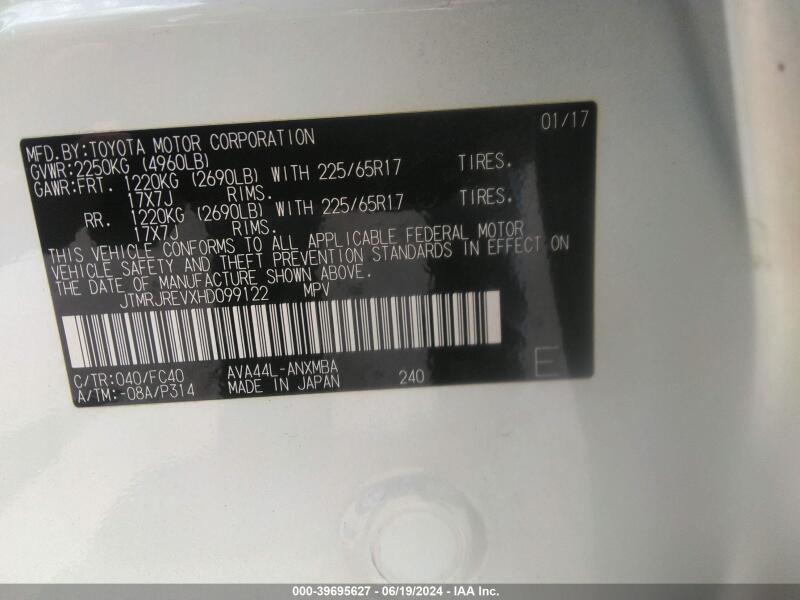 MFD.BY:TOYOTA MOTOR CORPORATION 01/17
GVWR:2250KG (4960LB)
GAWR:FRT. 1220KG (2690LB) WITH 225/65R17 TIRES.
17X7J RIMS.
RR. 1220KG (2690LB) WITH 225/65R17 TIRES.
17X7J RIMS.
THIS VEHICLE CONFORMS TO ALL APPLICABLE FEDERAL MOTOR
VEHICLE SAFETY AND THEFT PREVENTION STANDARDS IN EFFECT ON
THE DATE OF MANUFACTURE SHOWN ABOVE.
JTMRJREVXHD099122 MPV
C/TR:040/FC40 AVA44L-ANXMBA 240 E
A/TM:-08A/P314 MADE IN JAPAN
000-39695627 / 06/19/2024 - IAA Inc.